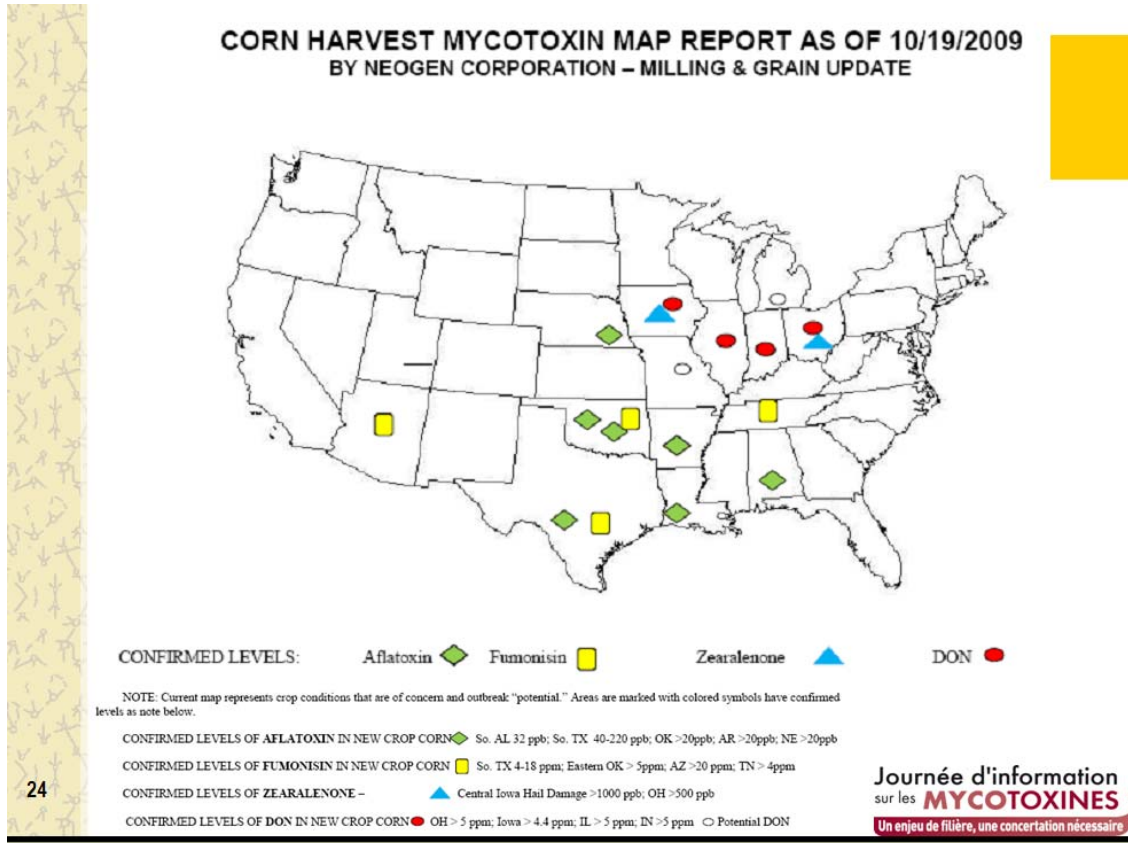 CORN HARVEST MYCOTOXIN MAP REPORT AS OF 10/19/2009
BY NEOGEN CORPORATION – MILLING & GRAIN UPDATE
CONFIRMED LEVELS: Aflatoxin Fumonisin Zearalenone DON
NOTE: Current map represents crop conditions that are of concern and outbreak “potential.” Areas are marked with colored symbols have confirmed
levels as note below.
CONFIRMED LEVELS OF AFLATOXIN IN NEW CROP CORN So. AL 32 ppb; So. TX 40-220 ppb; OK >20ppb; AR >20ppb; NE >20ppb
CONFIRMED LEVELS OF FUMONISIN IN NEW CROP CORN So. TX 4-18 ppm; Eastern OK > 5ppm; AZ >20 ppm; TN > 4ppm
CONFIRMED LEVELS OF ZEARALENONE – Central Iowa Hail Damage >1000 ppb; OH >500 ppb
CONFIRMED LEVELS OF DON IN NEW CROP CORN OH > 5 ppm; Iowa > 4.4 ppm; IL > 5 ppm; IN >5 ppm Potential DON
24
Journée d'information
sur les MYCOTOXINES
Un enjeu de filière, une concertation nécessaire